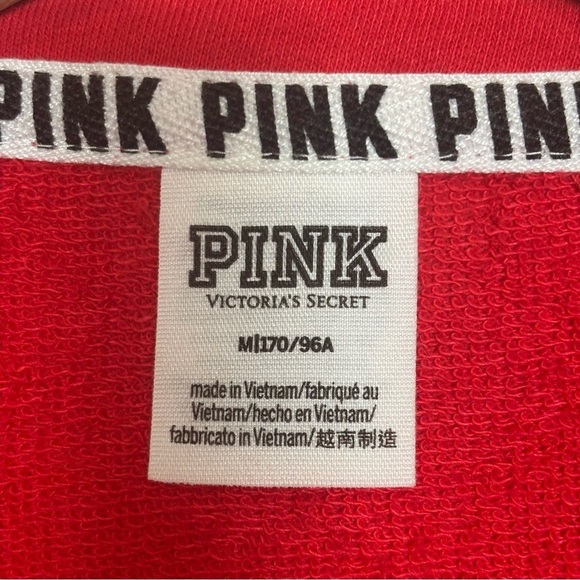 PINK PINK PIN
PINK
VICTORIA'S SECRET
M|170/96A
made in Vietnam/fabriqué au
Vietnam/hecho en Vietnam/
fabbricato in Vietnam/越南制造